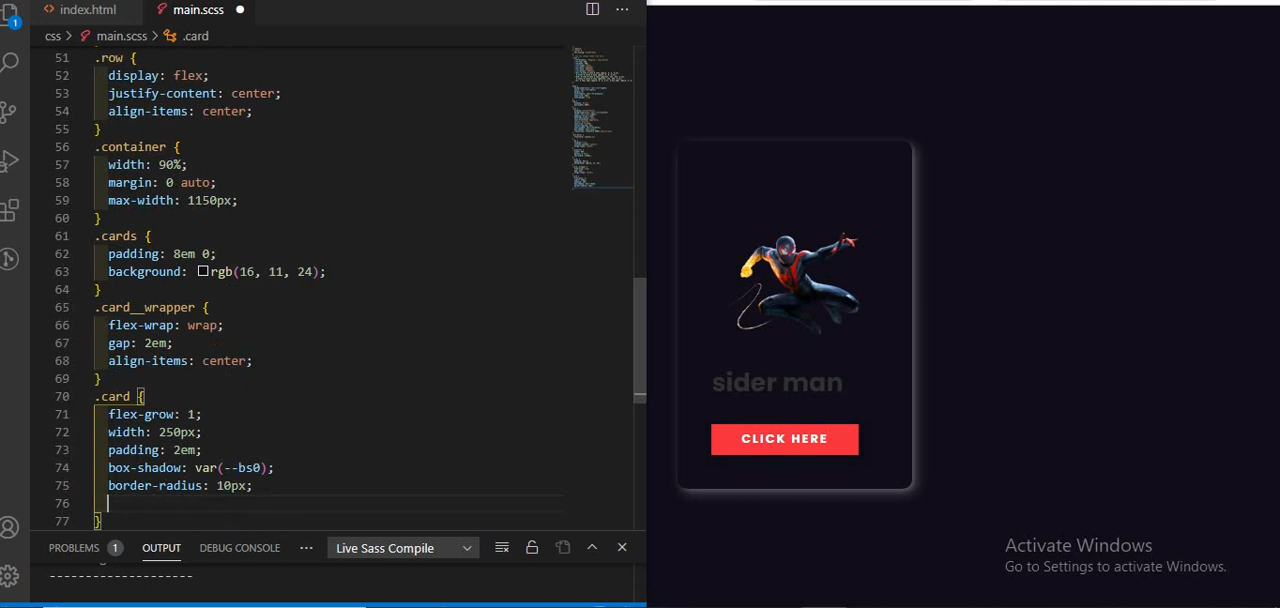 index.html
main.scss
1
css > main.scss > .card
51 .row {
52 display: flex;
53 justify-content: center;
54 align-items: center;
55 }
56 .container {
57 width: 90%;
58 margin: 0 auto;
59 max-width: 1150px;
60 }
61 .cards {
62 padding: 8em 0;
63 background: rgb(16, 11, 24);
64 }
65 .card__wrapper {
66 flex-wrap: wrap;
67 gap: 2em;
68 align-items: center;
69 }
70 .card {
71 flex-grow: 1;
72 width: 250px;
73 padding: 2em;
74 box-shadow: var(--bs0);
75 border-radius: 10px;
76
77 }
PROBLEMS 1 OUTPUT DEBUG CONSOLE ··· Live Sass Compile
--------------------
sider man
CLICK HERE
Activate Windows
Go to Settings to activate Windows.